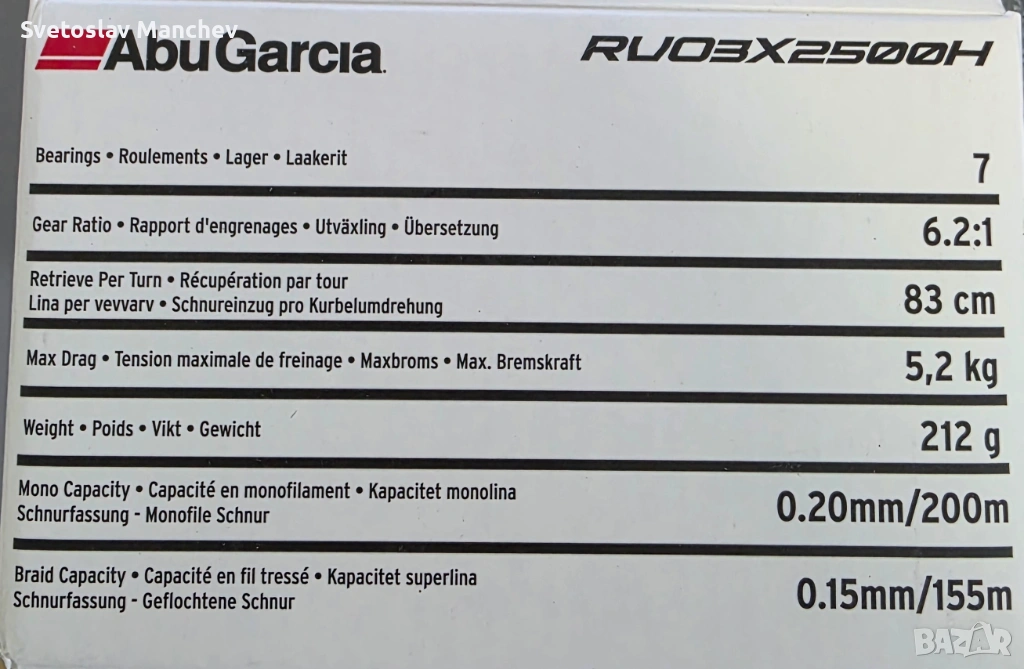 Svetoslav Manchev
AbuGarcia
RVO3X2500H
Bearings • Roulements • Lager • Laakerit
7
Gear Ratio • Rapport d'engrenages • Utväxling • Übersetzung
6.2:1
Retrieve Per Turn • Récupération par tour
Lina per vevvarv • Schnureinzug pro Kurbelumdrehung
83 cm
Max Drag • Tension maximale de freinage • Maxbroms • Max. Bremskraft
5,2 kg
Weight • Poids • Vikt • Gewicht
212 g
Mono Capacity • Capacité en monofilament • Kapacitet monolina
Schnurfassung - Monofile Schnur
0.20mm/200m
Braid Capacity • Capacité en fil tressé • Kapacitet superlina
Schnurfassung - Geflochtene Schnur
0.15mm/155m
BAZAR